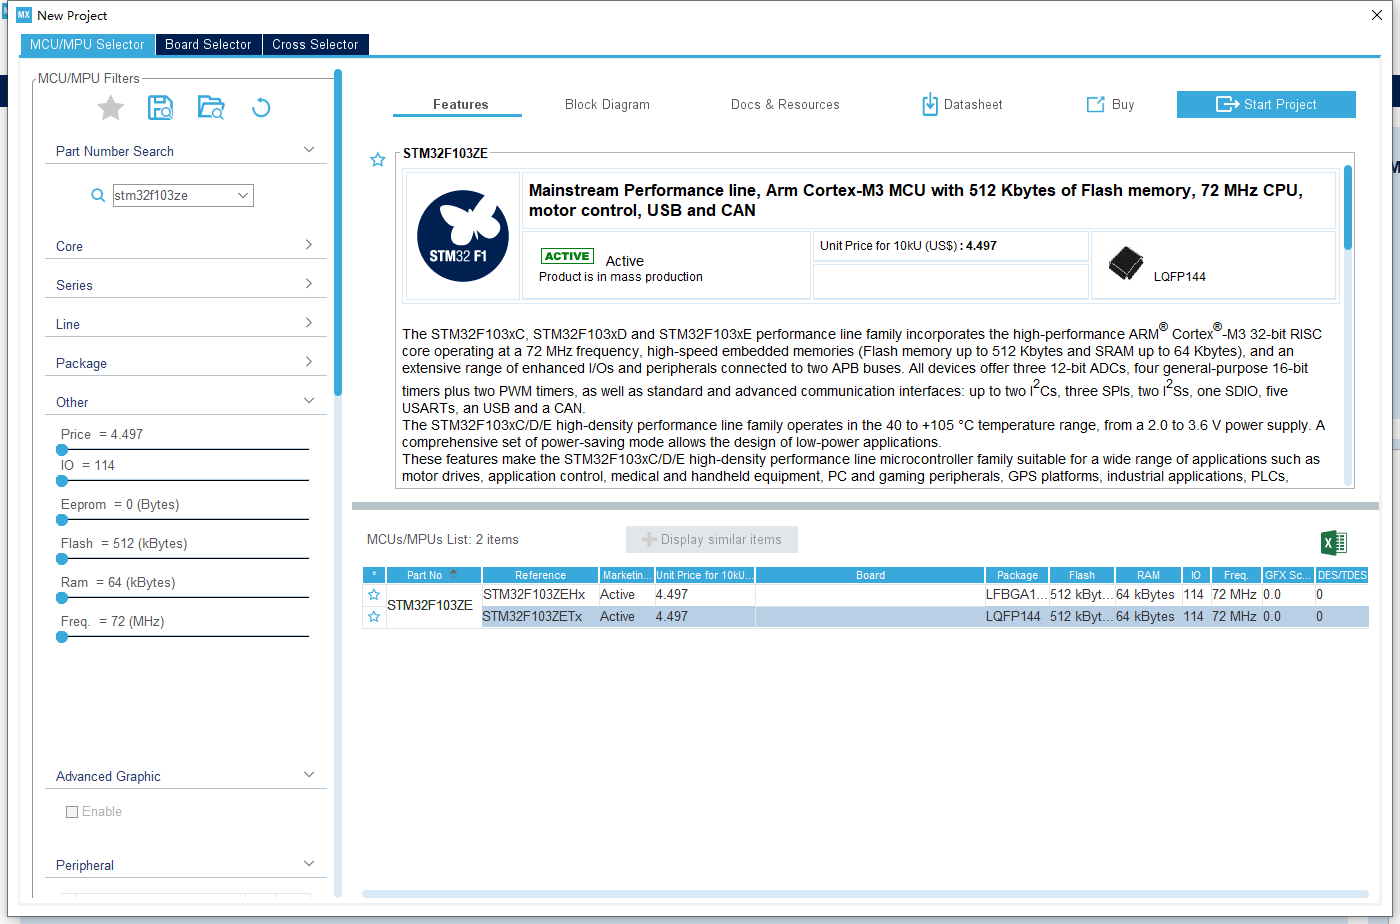 MX New Project
MCU/MPU Selector Board Selector Cross Selector
MCU/MPU Filters
Part Number Search
stm32f103ze
Core
Series
Line
Package
Other
Price = 4.497
IO = 114
Eeprom = 0 (Bytes)
Flash = 512 (kBytes)
Ram = 64 (kBytes)
Freq. = 72 (MHz)
Advanced Graphic
Enable
Peripheral
Features Block Diagram Docs & Resources Datasheet Buy Start Project
STM32F103ZE
STM32 F1
Mainstream Performance line, Arm Cortex-M3 MCU with 512 Kbytes of Flash memory, 72 MHz CPU,
motor control, USB and CAN
ACTIVE Active
Product is in mass production
Unit Price for 10kU (US$) : 4.497
LQFP144
The STM32F103xC, STM32F103xD and STM32F103xE performance line family incorporates the high-performance ARM® Cortex®-M3 32-bit RISC
core operating at a 72 MHz frequency, high-speed embedded memories (Flash memory up to 512 Kbytes and SRAM up to 64 Kbytes), and an
extensive range of enhanced I/Os and peripherals connected to two APB buses. All devices offer three 12-bit ADCs, four general-purpose 16-bit
timers plus two PWM timers, as well as standard and advanced communication interfaces: up to two I²Cs, three SPIs, two I²Ss, one SDIO, five
USARTs, an USB and a CAN.
The STM32F103xC/D/E high-density performance line family operates in the 40 to +105 °C temperature range, from a 2.0 to 3.6 V power supply. A
comprehensive set of power-saving mode allows the design of low-power applications.
These features make the STM32F103xC/D/E high-density performance line microcontroller family suitable for a wide range of applications such as
motor drives, application control, medical and handheld equipment, PC and gaming peripherals, GPS platforms, industrial applications, PLCs,
MCUs/MPUs List: 2 items Display similar items
* Part No Reference Marketin... Unit Price for 10kU... Board Package Flash RAM IO Freq. GFX Sc... DES/TDES
STM32F103ZE
STM32F103ZEHx Active 4.497 LFBGA1... 512 kByt... 64 kBytes 114 72 MHz 0.0 0
STM32F103ZETx Active 4.497 LQFP144 512 kByt... 64 kBytes 114 72 MHz 0.0 0